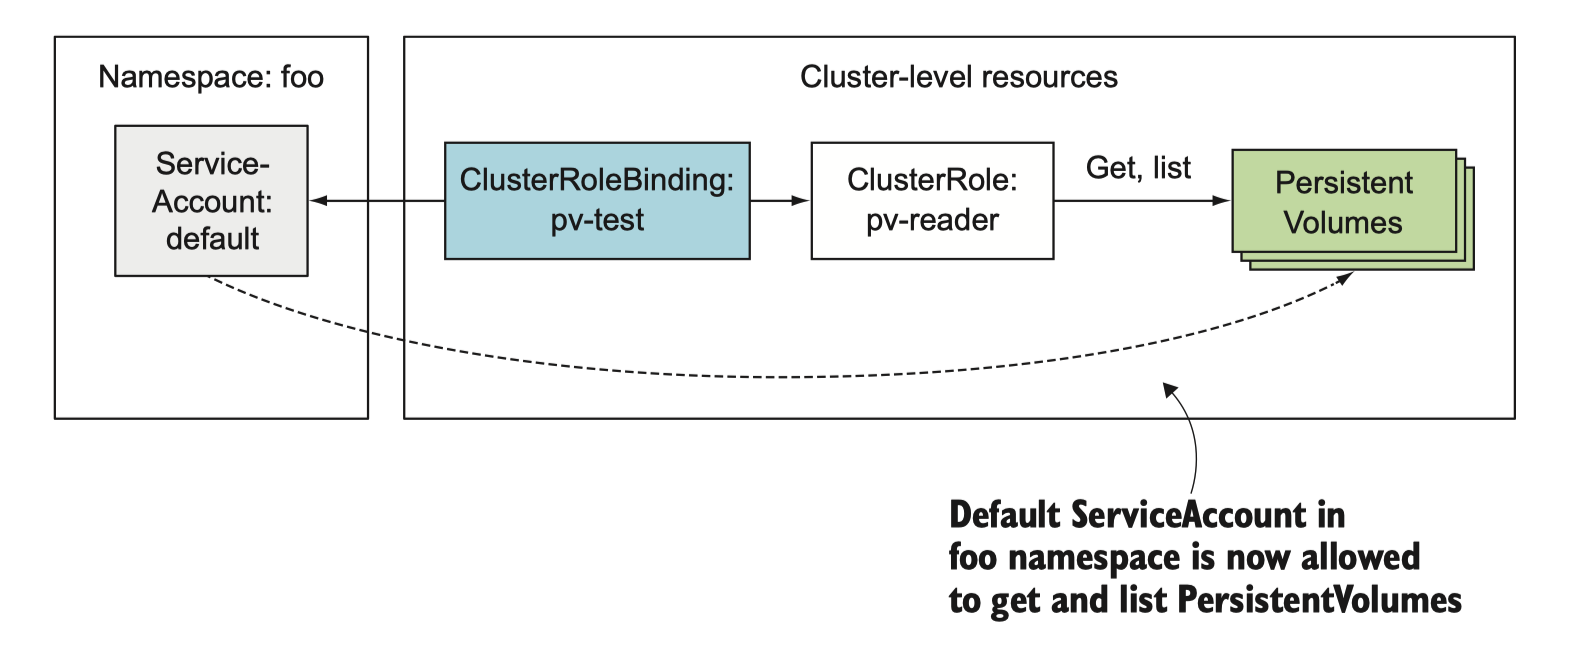 Namespace: foo
Service-
Account:
default
Cluster-level resources
ClusterRoleBinding:
pv-test
ClusterRole:
pv-reader
Get, list
Persistent
Volumes
Default ServiceAccount in
foo namespace is now allowed
to get and list PersistentVolumes